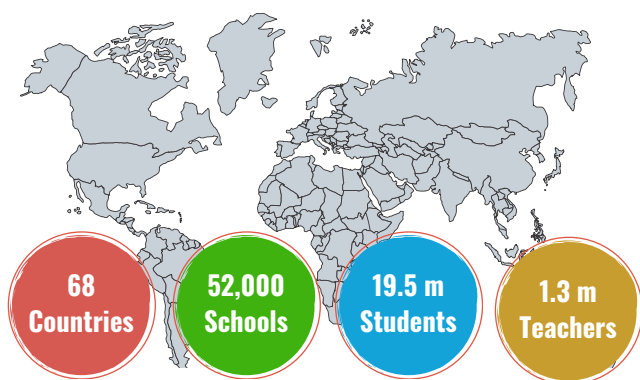 68
Countries
52,000
Schools
19.5 m
Students
1.3 m
Teachers